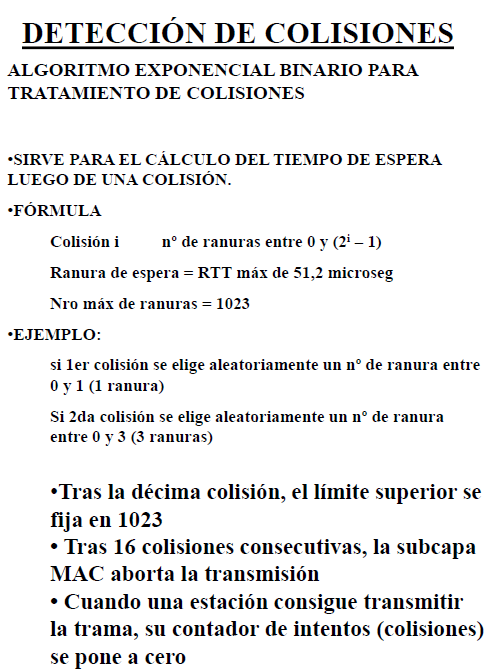 DETECCIÓN DE COLISIONES
ALGORITMO EXPONENCIAL BINARIO PARA
TRATAMIENTO DE COLISIONES
•SIRVE PARA EL CÁLCULO DEL TIEMPO DE ESPERA
LUEGO DE UNA COLISIÓN.
•FÓRMULA
Colisión i nº de ranuras entre 0 y (2ⁱ – 1)
Ranura de espera = RTT máx de 51,2 microseg
Nro máx de ranuras = 1023
•EJEMPLO:
si 1er colisión se elige aleatoriamente un nº de ranura entre
0 y 1 (1 ranura)
Si 2da colisión se elige aleatoriamente un nº de ranura
entre 0 y 3 (3 ranuras)
•Tras la décima colisión, el límite superior se
fija en 1023
• Tras 16 colisiones consecutivas, la subcapa
MAC aborta la transmisión
• Cuando una estación consigue transmitir
la trama, su contador de intentos (colisiones)
se pone a cero